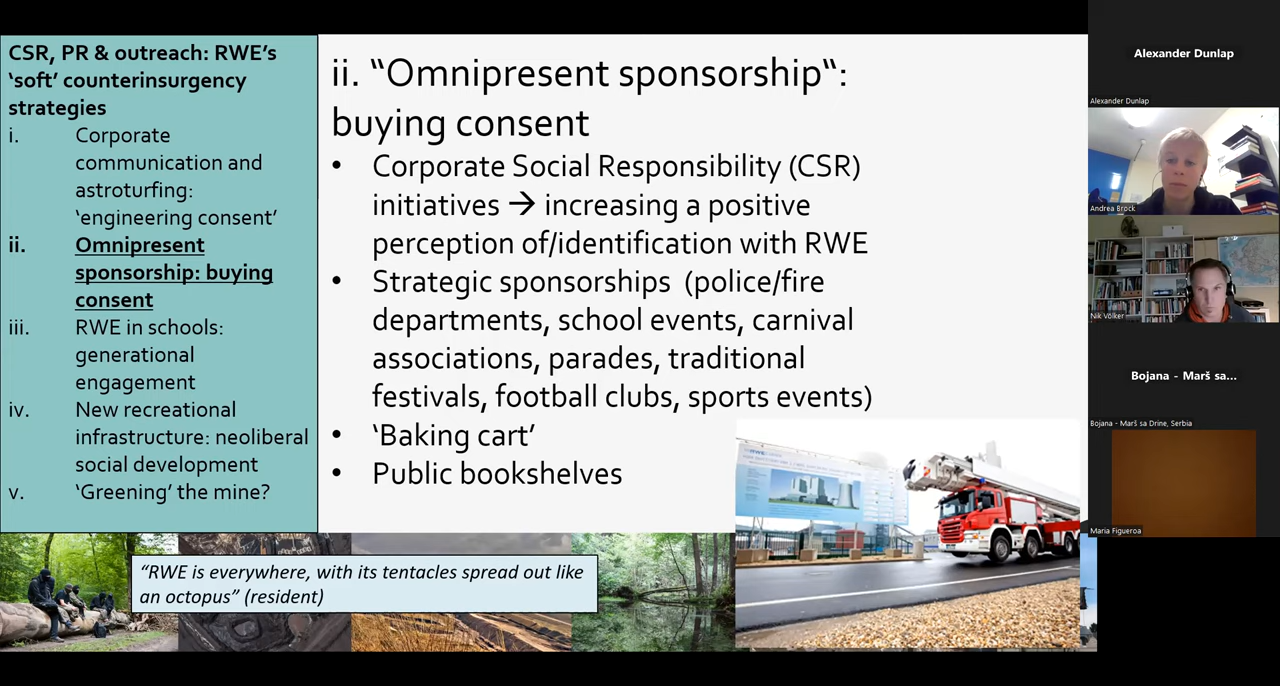 CSR, PR & outreach: RWE’s
‘soft’ counterinsurgency
strategies
i. Corporate
communication and
astroturfing:
‘engineering consent’
ii. Omnipresent
sponsorship: buying
consent
iii. RWE in schools:
generational
engagement
iv. New recreational
infrastructure: neoliberal
social development
v. ‘Greening’ the mine?
ii. “Omnipresent sponsorship“:
buying consent
• Corporate Social Responsibility (CSR)
initiatives → increasing a positive
perception of/identification with RWE
• Strategic sponsorships (police/fire
departments, school events, carnival
associations, parades, traditional
festivals, football clubs, sports events)
• ‘Baking cart’
• Public bookshelves
“RWE is everywhere, with its tentacles spread out like
an octopus” (resident)
RWE
Alexander Dunlap
Alexander Dunlap
Andrea Brock
Nik Völker
Bojana - Marš sa...
Bojana - Marš sa Drine, Serbia
Maria Figueroa